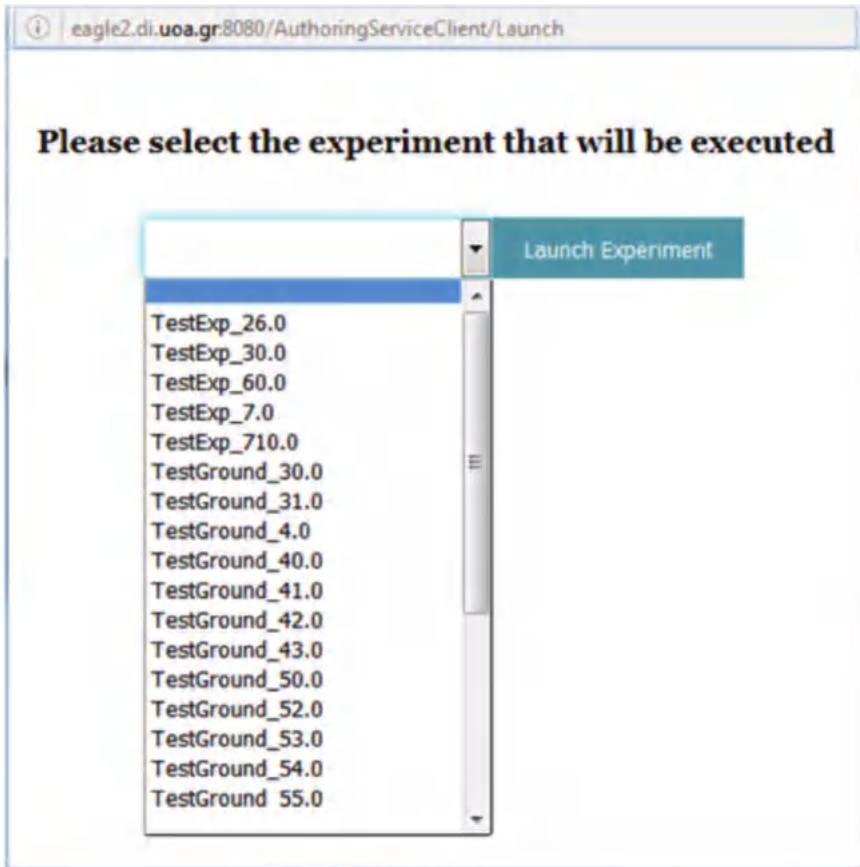 eagle2.di.uoa.gr:8080/AuthoringServiceClient/Launch
Please select the experiment that will be executed
Launch Experiment
TestExp_26.0
TestExp_30.0
TestExp_60.0
TestExp_7.0
TestExp_710.0
TestGround_30.0
TestGround_31.0
TestGround_4.0
TestGround_40.0
TestGround_41.0
TestGround_42.0
TestGround_43.0
TestGround_50.0
TestGround_52.0
TestGround_53.0
TestGround_54.0
TestGround 55.0